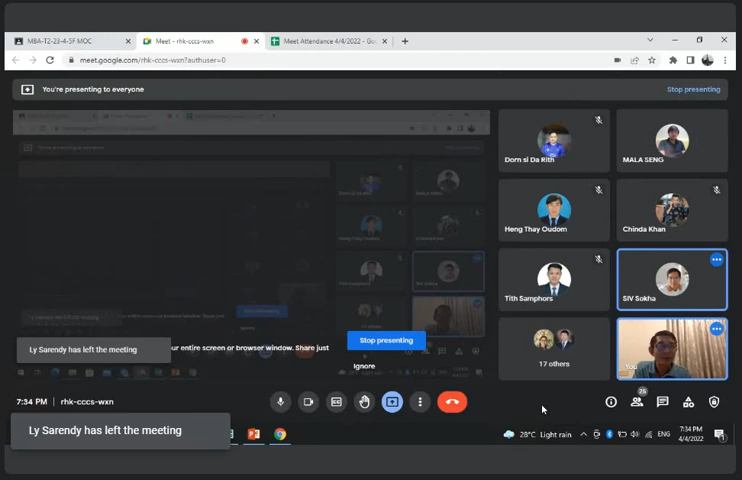 MBA-T2-23-4-5F MOC
Meet - rhk-cccs-wxn
Meet Attendance 4/4/2022 - Go
meet.google.com/rhk-cccs-wxn?authuser=0
You're presenting to everyone
Stop presenting
Dorn si Da Rith
MALA SENG
Heng Thay Oudom
Chinda Khan
Tith Samphors
SIV Sokha
17 others
You
Ly Sarendy has left the meeting
ur entire screen or browser window. Share just
Stop presenting
Ignore
7:34 PM | rhk-cccs-wxn
25
Ly Sarendy has left the meeting
28°C Light rain
ENG
7:34 PM
4/4/2022